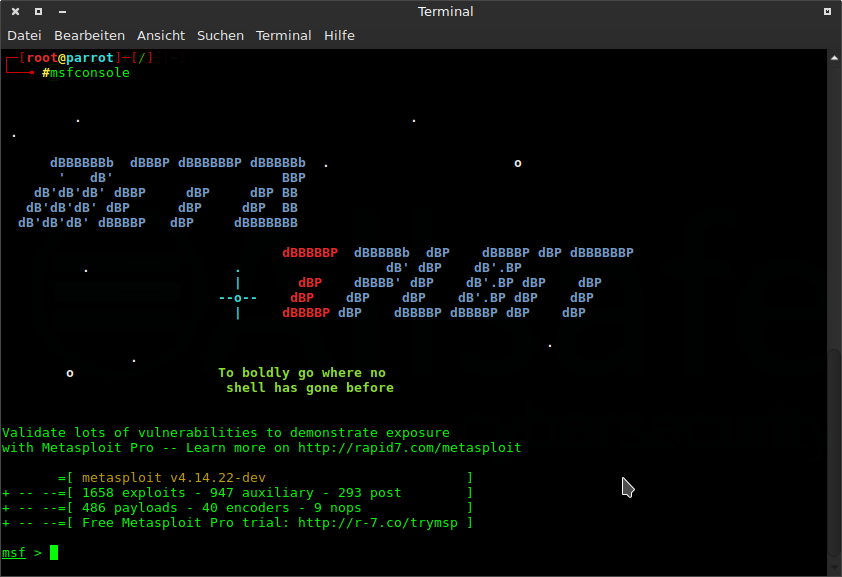 Terminal
Datei Bearbeiten Ansicht Suchen Terminal Hilfe
┌─[root@parrot]─[/]
└──╼ #msfconsole
.                                         .
.
      dBBBBBBb  dBBBP dBBBBBBP dBBBBBb  .                       o
       '   dB'                     BBP
    dB'dB'dB' dBBP     dBP     dBP BB
   dB'dB'dB' dBP      dBP     dBP  BB
  dB'dB'dB' dBBBBP   dBP     dBBBBBBB
                                   dBBBBBP  dBBBBBb  dBP    dBBBBP dBP dBBBBBBP
          .                  .                  dB' dBP    dB'.BP
                             |       dBP    dBBBB' dBP    dB'.BP dBP    dBP
                           --o--    dBP    dBP    dBP    dB'.BP dBP    dBP
                             |     dBBBBP dBP    dBBBBP dBBBBP dBP    dBP
                                                                    .
                .
        o                  To boldly go where no
                            shell has gone before
Validate lots of vulnerabilities to demonstrate exposure
with Metasploit Pro -- Learn more on http://rapid7.com/metasploit
       =[ metasploit v4.14.22-dev                         ]
+ -- --=[ 1658 exploits - 947 auxiliary - 293 post        ]
+ -- --=[ 486 payloads - 40 encoders - 9 nops             ]
+ -- --=[ Free Metasploit Pro trial: http://r-7.co/trymsp ]
msf >